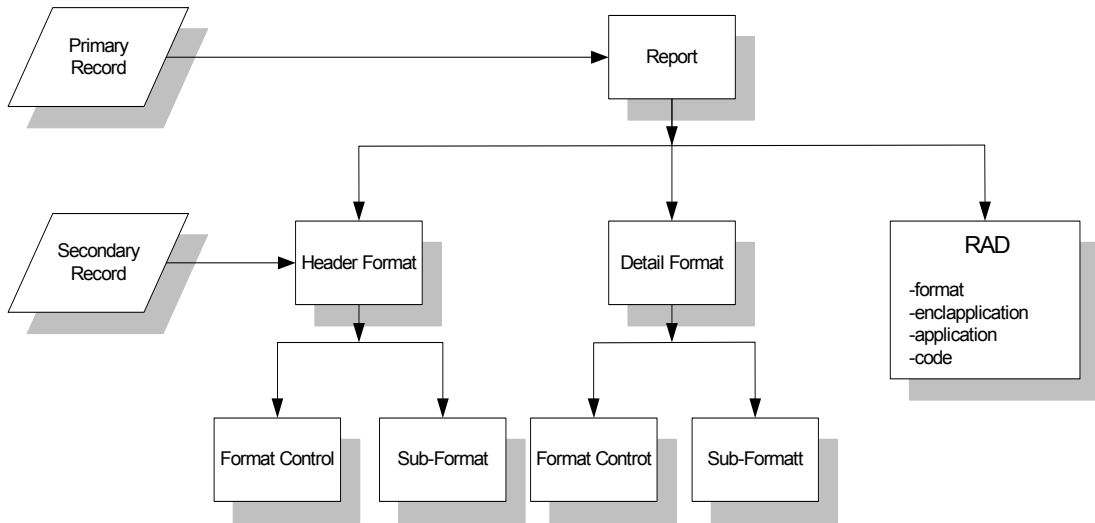 Primary
Record
Report
Secondary
Record
Header Format
Detail Format
RAD
-format
-enclapplication
-application
-code
Format Control
Sub-Format
Format Controt
Sub-Formatt